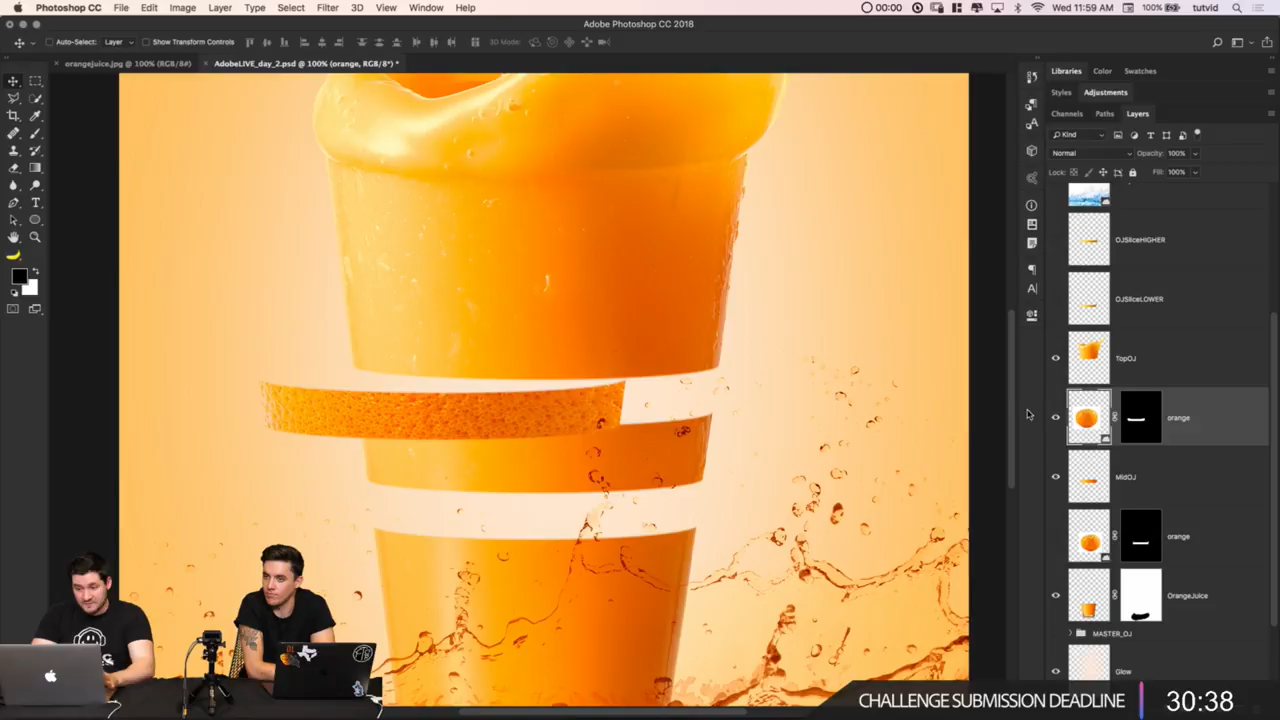 Photoshop CC File Edit Image Layer Type Select Filter 3D View Window Help 00:00 Wed 11:59 AM 100% tutvid
Adobe Photoshop CC 2018
Auto-Select: Layer Show Transform Controls 3D Mode:
orangejuice.jpg @ 100% (RGB/8#) AdobeLIVE_day_2.psd @ 100% (orange, RGB/8*) *
Libraries Color Swatches
Styles Adjustments
Channels Paths Layers
Kind
Normal Opacity: 100%
Lock: Fill: 100%
OJSliceHIGHER
OJSliceLOWER
TopOJ
orange
MidOJ
orange
OrangeJuice
MASTER_OJ
Glow
CHALLENGE SUBMISSION DEADLINE 30:38